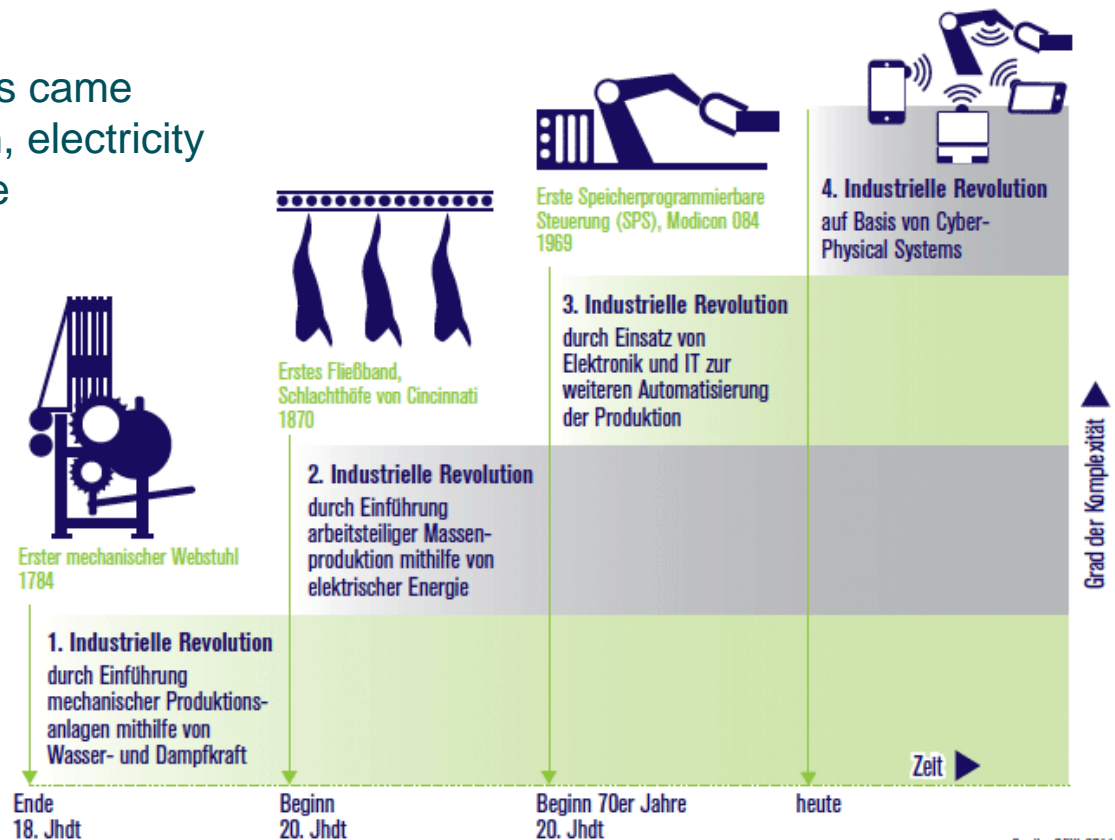 s came
, electricity
e
Erster mechanischer Webstuhl
1784
1. Industrielle Revolution
durch Einführung
mechanischer Produktions-
anlagen mithilfe von
Wasser- und Dampfkraft
Ende
18. Jhdt
Erstes Fließband,
Schlachthöfe von Cincinnati
1870
2. Industrielle Revolution
durch Einführung
arbeitsteiliger Massen-
produktion mithilfe von
elektrischer Energie
Beginn
20. Jhdt
Erste Speicherprogrammierbare
Steuerung (SPS), Modicon 084
1969
3. Industrielle Revolution
durch Einsatz von
Elektronik und IT zur
weiteren Automatisierung
der Produktion
Beginn 70er Jahre
20. Jhdt
4. Industrielle Revolution
auf Basis von Cyber-
Physical Systems
heute
Zeit
Grad der Komplexität